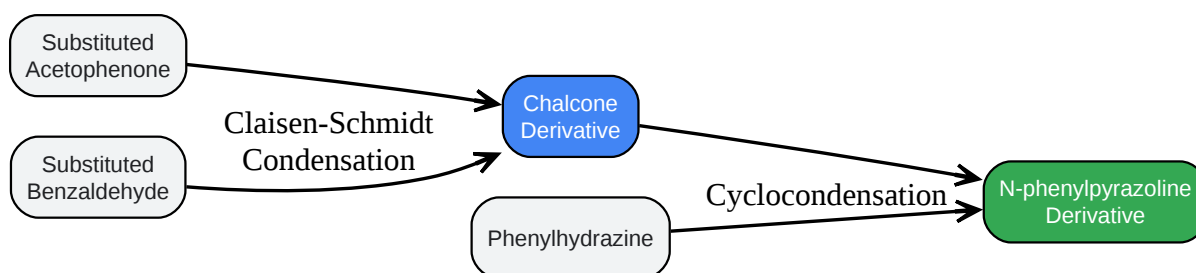 Substituted
Acetophenone
Claisen-Schmidt
Condensation
Substituted
Benzaldehyde
Chalcone
Derivative
Phenylhydrazine
Cyclocondensation
N-phenylpyrazoline
Derivative